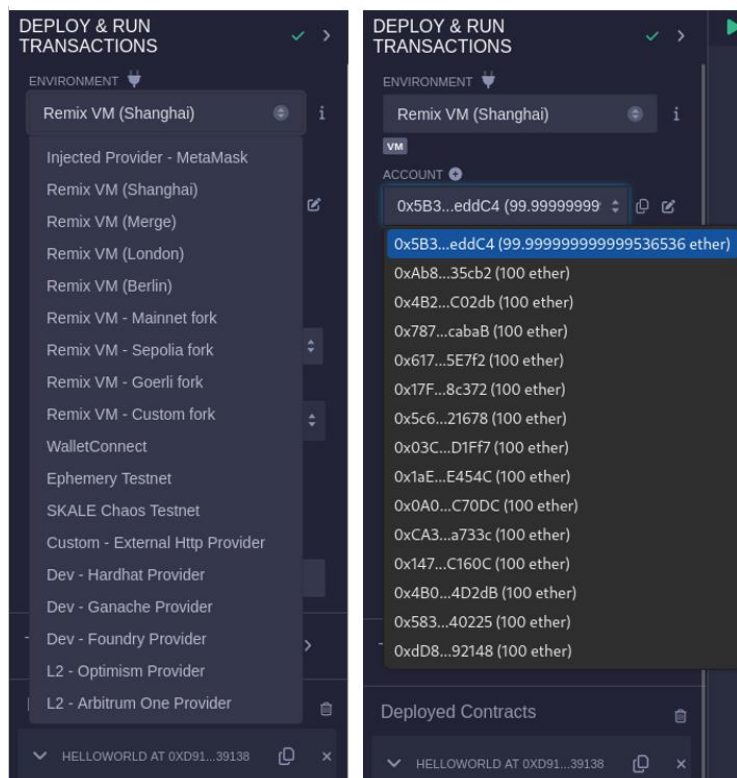 DEPLOY & RUN
TRANSACTIONS
ENVIRONMENT
Remix VM (Shanghai)
i
Injected Provider - MetaMask
Remix VM (Shanghai)
Remix VM (Merge)
Remix VM (London)
Remix VM (Berlin)
Remix VM - Mainnet fork
Remix VM - Sepolia fork
Remix VM - Goerli fork
Remix VM - Custom fork
WalletConnect
Ephemery Testnet
SKALE Chaos Testnet
Custom - External Http Provider
Dev - Hardhat Provider
Dev - Ganache Provider
Dev - Foundry Provider
L2 - Optimism Provider
L2 - Arbitrum One Provider
HELLOWORLD AT 0XD91...39138
DEPLOY & RUN
TRANSACTIONS
ENVIRONMENT
Remix VM (Shanghai)
i
VM
ACCOUNT
0x5B3...eddC4 (99.99999999
0x5B3...eddC4 (99.999999999999536536 ether)
0xAb8...35cb2 (100 ether)
0x4B2...C02db (100 ether)
0x787...cabaB (100 ether)
0x617...5E7f2 (100 ether)
0x17F...8c372 (100 ether)
0x5c6...21678 (100 ether)
0x03C...D1Ff7 (100 ether)
0x1aE...E454C (100 ether)
0x0A0...C70DC (100 ether)
0xCA3...a733c (100 ether)
0x147...C160C (100 ether)
0x4B0...4D2dB (100 ether)
0x583...40225 (100 ether)
0xdD8...92148 (100 ether)
Deployed Contracts
HELLOWORLD AT 0XD91...39138